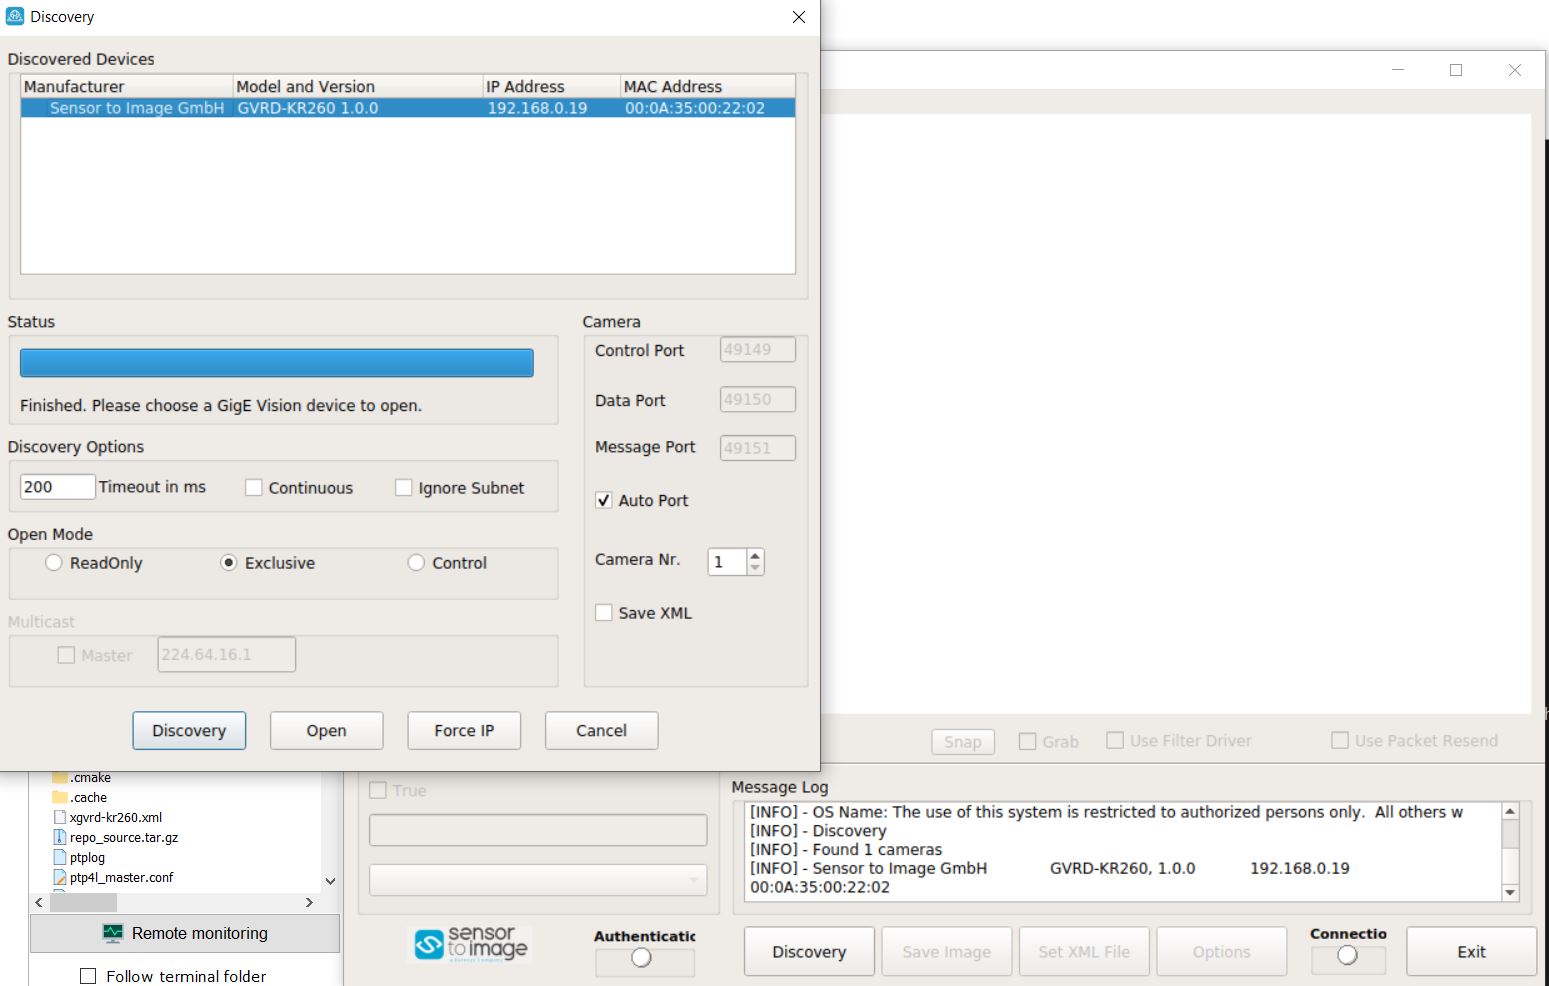 Discovery
Discovered Devices
Manufacturer Model and Version IP Address MAC Address
Sensor to Image GmbH GVRD-KR260 1.0.0 192.168.0.19 00:0A:35:00:22:02
Status
Finished. Please choose a GigE Vision device to open.
Discovery Options
200 Timeout in ms Continuous Ignore Subnet
Open Mode
ReadOnly Exclusive Control
Multicast
Master 224.64.16.1
Camera
Control Port 49149
Data Port 49150
Message Port 49151
Auto Port
Camera Nr. 1
Save XML
Discovery Open Force IP Cancel
Snap Grab Use Filter Driver Use Packet Resend
.cmake
.cache
xgvrd-kr260.xml
repo_source.tar.gz
ptplog
ptp4l_master.conf
Remote monitoring
Follow terminal folder
True
Message Log
[INFO] - OS Name: The use of this system is restricted to authorized persons only. All others w
[INFO] - Discovery
[INFO] - Found 1 cameras
[INFO] - Sensor to Image GmbH GVRD-KR260, 1.0.0 192.168.0.19
00:0A:35:00:22:02
sensor
to image
Authenticatic
Discovery Save Image Set XML File Options
Connectio
Exit